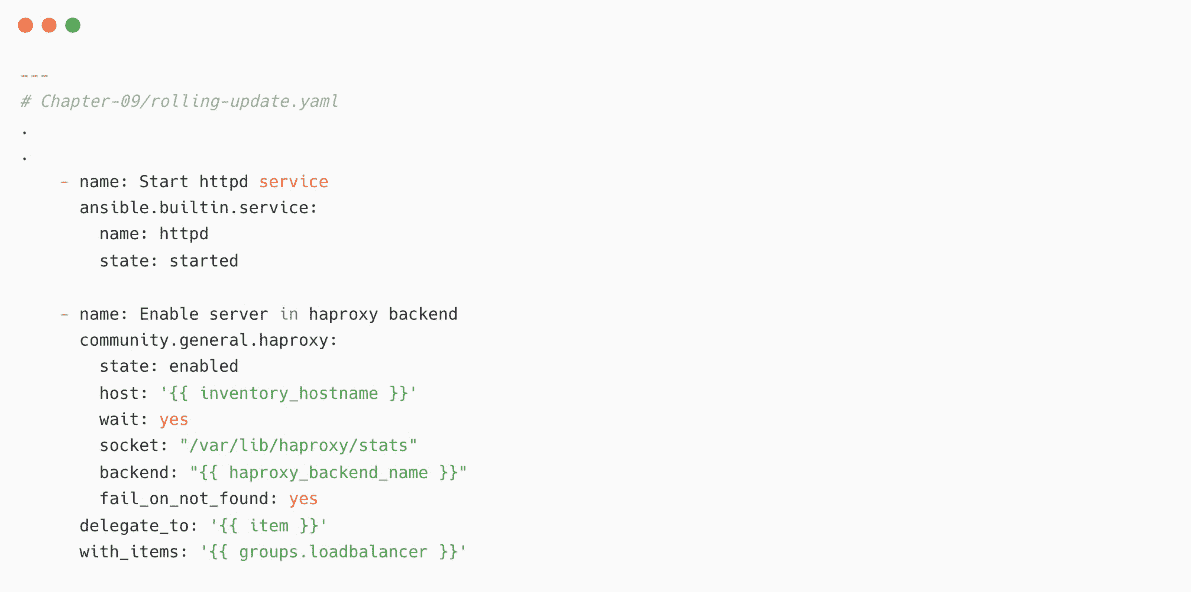 ---
# Chapter-09/rolling-update.yaml
.
.
    - name: Start httpd service
      ansible.builtin.service:
        name: httpd
        state: started

    - name: Enable server in haproxy backend
      community.general.haproxy:
        state: enabled
        host: '{{ inventory_hostname }}'
        wait: yes
        socket: "/var/lib/haproxy/stats"
        backend: "{{ haproxy_backend_name }}"
        fail_on_not_found: yes
      delegate_to: '{{ item }}'
      with_items: '{{ groups.loadbalancer }}'